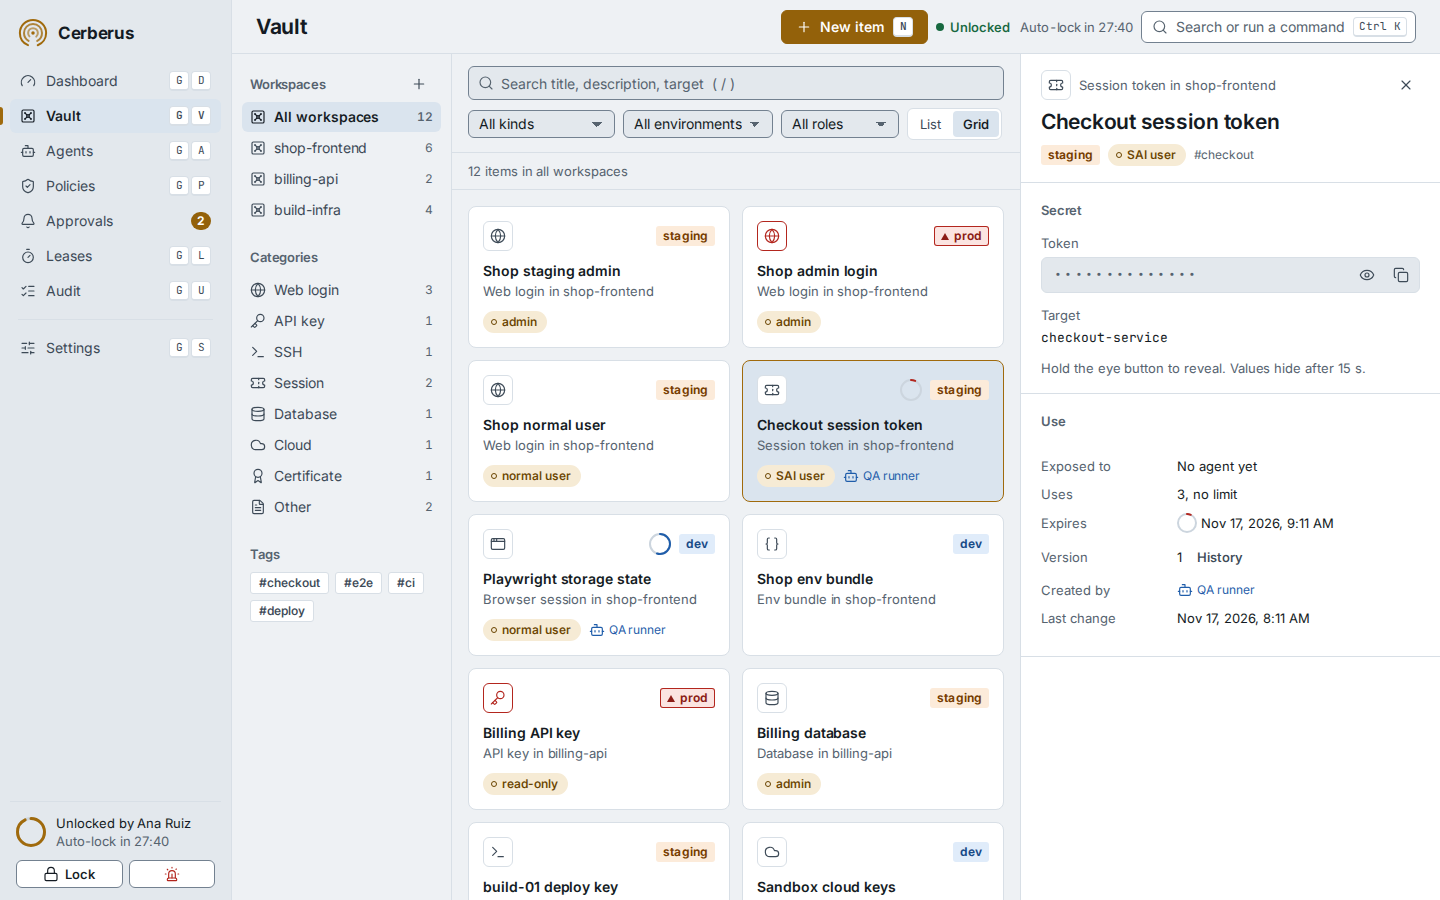 Cerberus
Dashboard G D
Vault G V
Agents G A
Policies G P
Approvals 2
Leases G L
Audit G U
Settings G S
Unlocked by Ana Ruiz
Auto-lock in 27:40
Lock
Vault
New item N
Unlocked Auto-lock in 27:40
Search or run a command Ctrl K
Workspaces
All workspaces 12
shop-frontend 6
billing-api 2
build-infra 4
Categories
Web login 3
API key 1
SSH 1
Session 2
Database 1
Cloud 1
Certificate 1
Other 2
Tags
#checkout #e2e #ci
#deploy
Search title, description, target ( / )
All kinds All environments All roles List Grid
12 items in all workspaces
staging
Shop staging admin
Web login in shop-frontend
admin
prod
Shop admin login
Web login in shop-frontend
admin
staging
Shop normal user
Web login in shop-frontend
normal user
staging
Checkout session token
Session token in shop-frontend
SAI user QA runner
dev
Playwright storage state
Browser session in shop-frontend
normal user QA runner
dev
Shop env bundle
Env bundle in shop-frontend
prod
Billing API key
API key in billing-api
read-only
staging
Billing database
Database in billing-api
admin
staging
build-01 deploy key
dev
Sandbox cloud keys
Session token in shop-frontend
Checkout session token
staging SAI user #checkout
Secret
Token
Target
checkout-service
Hold the eye button to reveal. Values hide after 15 s.
Use
Exposed to No agent yet
Uses 3, no limit
Expires Nov 17, 2026, 9:11 AM
Version 1 History
Created by QA runner
Last change Nov 17, 2026, 8:11 AM